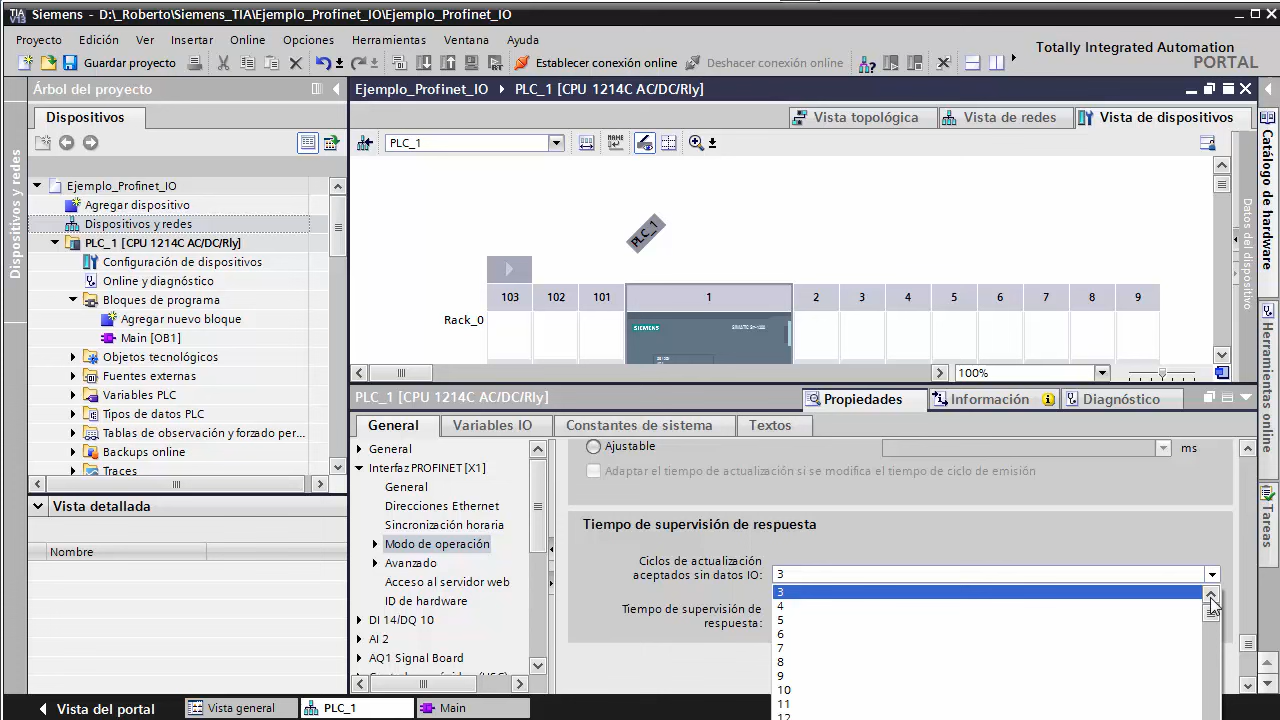 Siemens - D:\_Roberto\Siemens_TIA\Ejemplo_Profinet_IO\Ejemplo_Profinet_IO
TIA
V13
Proyecto Edición Ver Insertar Online Opciones Herramientas Ventana Ayuda
Totally Integrated Automation
PORTAL
Guardar proyecto
Establecer conexión online
Deshacer conexión online
Árbol del proyecto
Dispositivos
Dispositivos y redes
Ejemplo_Profinet_IO
Agregar dispositivo
Dispositivos y redes
PLC_1 [CPU 1214C AC/DC/Rly]
Configuración de dispositivos
Online y diagnóstico
Bloques de programa
Agregar nuevo bloque
Main [OB1]
Objetos tecnológicos
Fuentes externas
Variables PLC
Tipos de datos PLC
Tablas de observación y forzado per...
Backups online
Traces
Vista detallada
Nombre
Ejemplo_Profinet_IO PLC_1 [CPU 1214C AC/DC/Rly]
Vista topológica
Vista de redes
Vista de dispositivos
PLC_1
NAME
PLC_1
103 102 101 1 2 3 4 5 6 7 8 9
Rack_0
SIEMENS
100%
Datos del dispositivo
Catálogo de hardware
Herramientas online
Tareas
PLC_1 [CPU 1214C AC/DC/Rly]
Propiedades
Información
Diagnóstico
General
Variables IO
Constantes de sistema
Textos
General
Interfaz PROFINET [X1]
General
Direcciones Ethernet
Sincronización horaria
Modo de operación
Avanzado
Acceso al servidor web
ID de hardware
DI 14/DQ 10
AI 2
AQ1 Signal Board
Ajustable
ms
Adaptar el tiempo de actualización si se modifica el tiempo de ciclo de emisión
Tiempo de supervisión de respuesta
Ciclos de actualización
aceptados sin datos IO:
3
3
4
5
6
7
8
9
10
11
12
Tiempo de supervisión de
respuesta:
Vista del portal
Vista general
PLC_1
Main